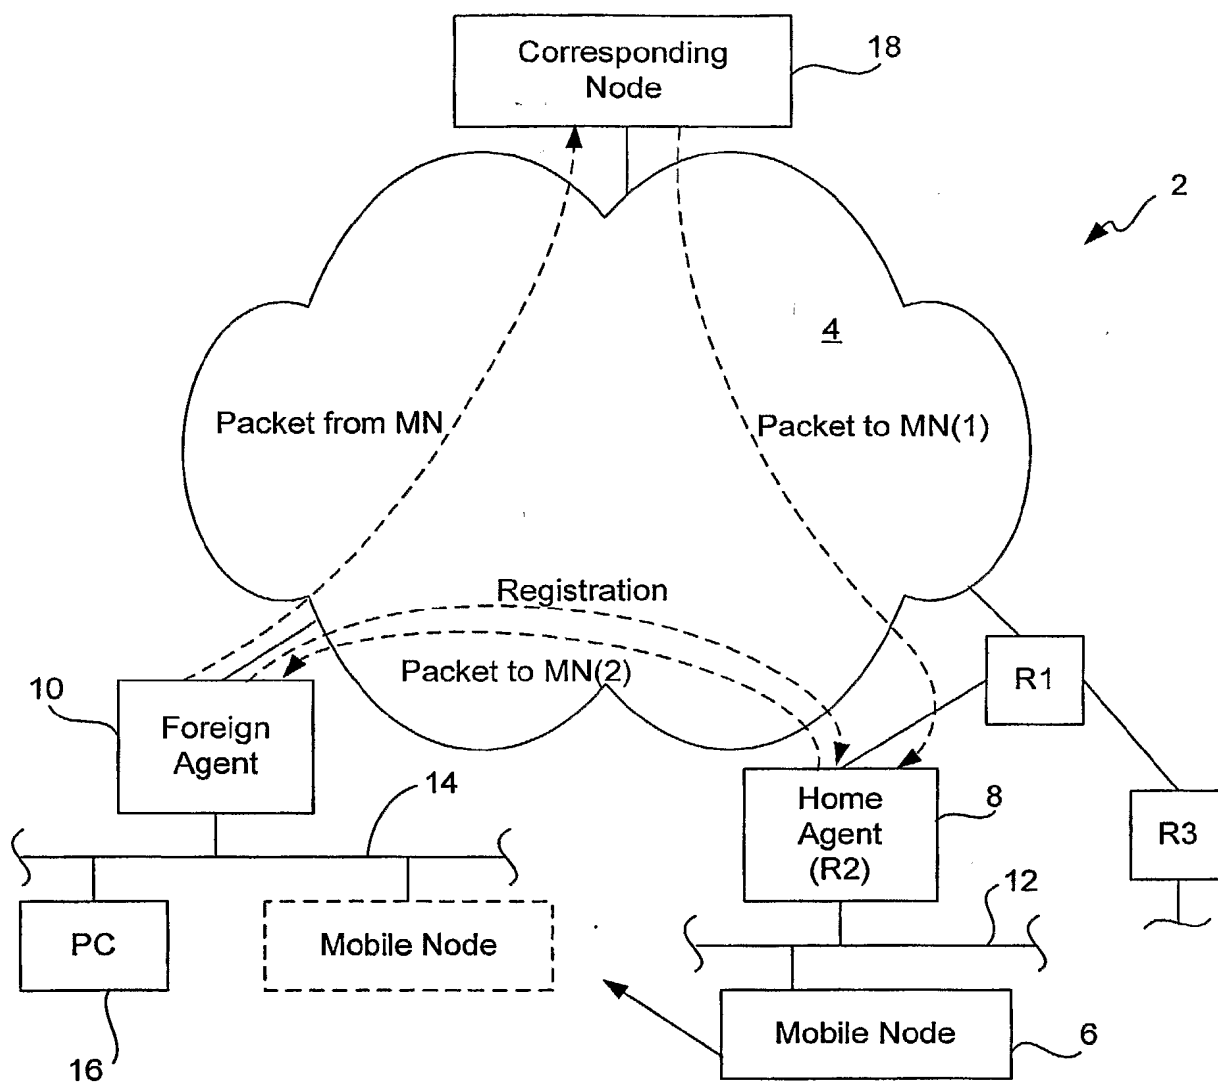 Corresponding
Node
18
2
4
Packet from MN
Packet to MN(1)
Registration
Packet to MN(2)
R1
10
Foreign
Agent
14
Home
Agent
(R2)
8
R3
12
PC
Mobile Node
Mobile Node
6
16